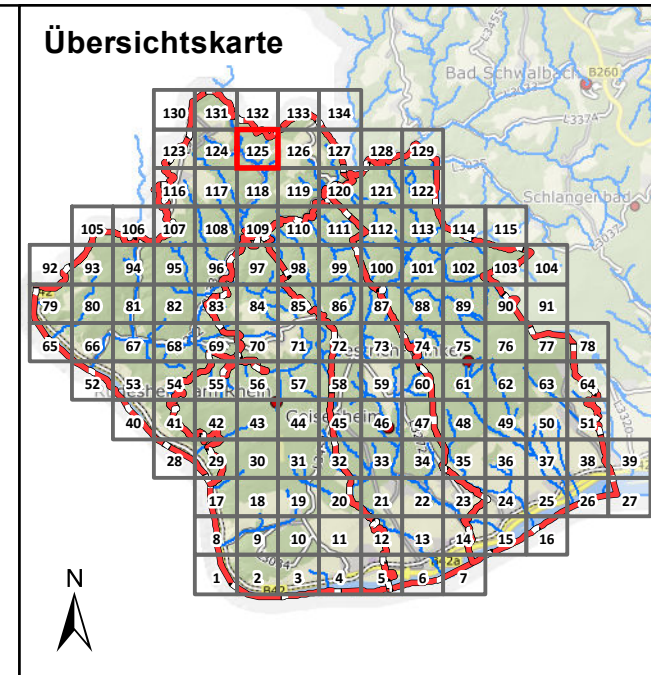 Übersichtskarte
L3455
B260
Bad Schwalbach
L3374
130 131 132 133 134
123 124 125 126 127 128 129
L3035
116 117 118 119 120 121 122
Schlangenbad
L3037
105 106 107 108 109 110 111 112 113 114 115
92 93 94 95 96 97 98 99 100 101 102 103 104
79 80 81 82 83 84 85 86 87 88 89 90 91
65 66 67 68 69 70 71 72 73 74 75 76 77 78
52 53 54 55 56 57 58 59 60 61 62 63 64
L3320
40 41 42 43 44 45 46 47 48 49 50 51
Geisenheim
28 29 30 31 32 33 34 35 36 37 38 39
17 18 19 20 21 22 23 24 25 26 27
8 9 10 11 12 13 14 15 16
L3034
B42a
1 2 3 4 5 6 7
B42
N